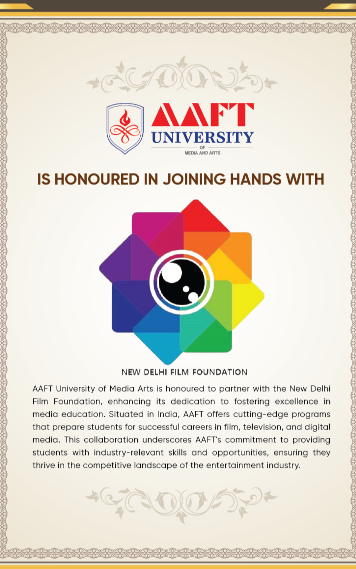 AAFT
UNIVERSITY
OF
MEDIA AND ARTS
IS HONOURED IN JOINING HANDS WITH
NEW DELHI FILM FOUNDATION
AAFT University of Media Arts is honoured to partner with the New Delhi
Film Foundation, enhancing its dedication to fostering excellence in
media education. Situated in India, AAFT offers cutting-edge programs
that prepare students for successful careers in film, television, and digital
media. This collaboration underscores AAFT's commitment to providing
students with industry-relevant skills and opportunities, ensuring they
thrive in the competitive landscape of the entertainment industry.